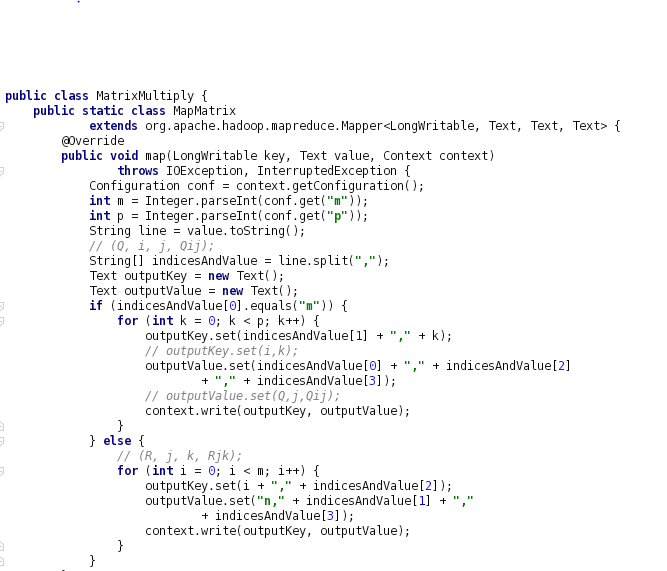 public class MatrixMultiply {
    public static class MapMatrix
            extends org.apache.hadoop.mapreduce.Mapper<LongWritable, Text, Text, Text> {
        @Override
        public void map(LongWritable key, Text value, Context context)
                throws IOException, InterruptedException {
            Configuration conf = context.getConfiguration();
            int m = Integer.parseInt(conf.get("m"));
            int p = Integer.parseInt(conf.get("p"));
            String line = value.toString();
            // (Q, i, j, Qij);
            String[] indicesAndValue = line.split(",");
            Text outputKey = new Text();
            Text outputValue = new Text();
            if (indicesAndValue[0].equals("m")) {
                for (int k = 0; k < p; k++) {
                    outputKey.set(indicesAndValue[1] + "," + k);
                    // outputKey.set(i,k);
                    outputValue.set(indicesAndValue[0] + "," + indicesAndValue[2]
                            + "," + indicesAndValue[3]);
                    // outputValue.set(Q,j,Qij);
                    context.write(outputKey, outputValue);
                }
            } else {
                // (R, j, k, Rjk);
                for (int i = 0; i < m; i++) {
                    outputKey.set(i + "," + indicesAndValue[2]);
                    outputValue.set("n," + indicesAndValue[1] + ","
                            + indicesAndValue[3]);
                    context.write(outputKey, outputValue);
                }
            }